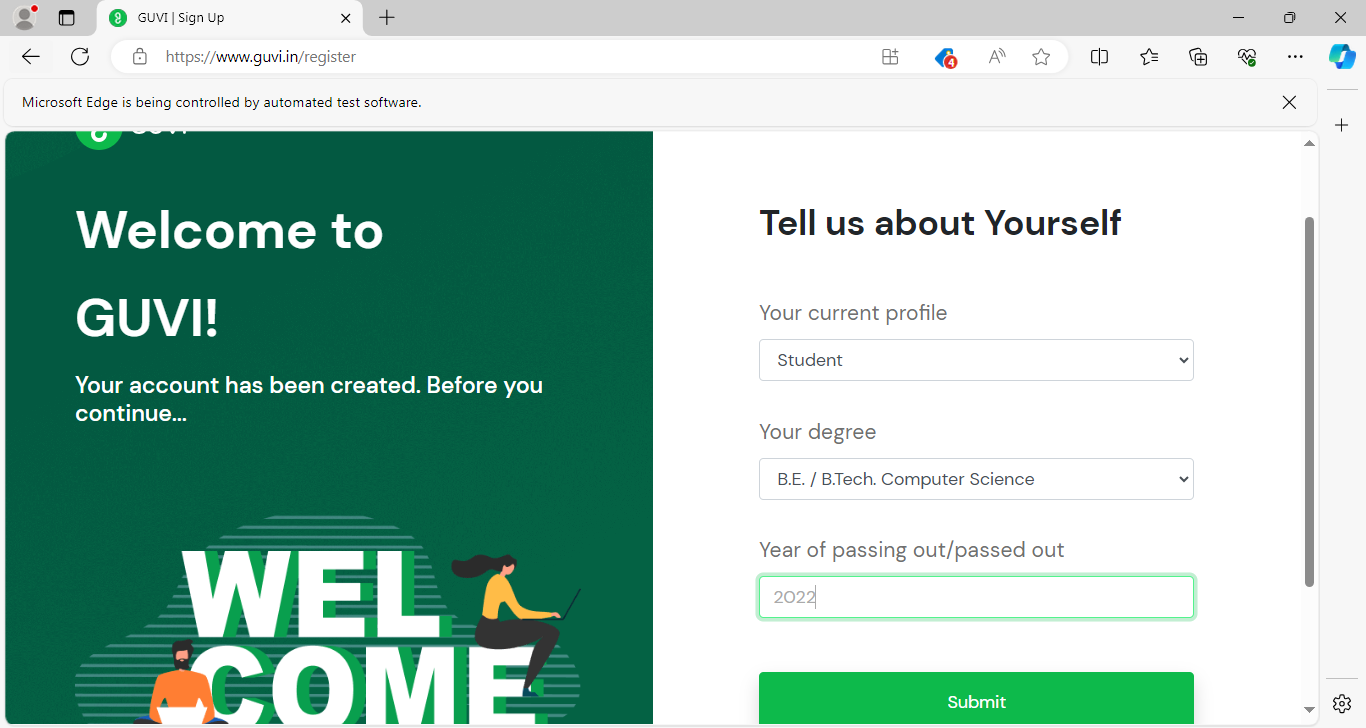 GUVI | Sign Up
https://www.guvi.in/register
4
Microsoft Edge is being controlled by automated test software.
GUVI
Welcome to
GUVI!
Your account has been created. Before you
continue...
WEL
COME
Tell us about Yourself
Your current profile
Student
Your degree
B.E. / B.Tech. Computer Science
Year of passing out/passed out
2022
Submit